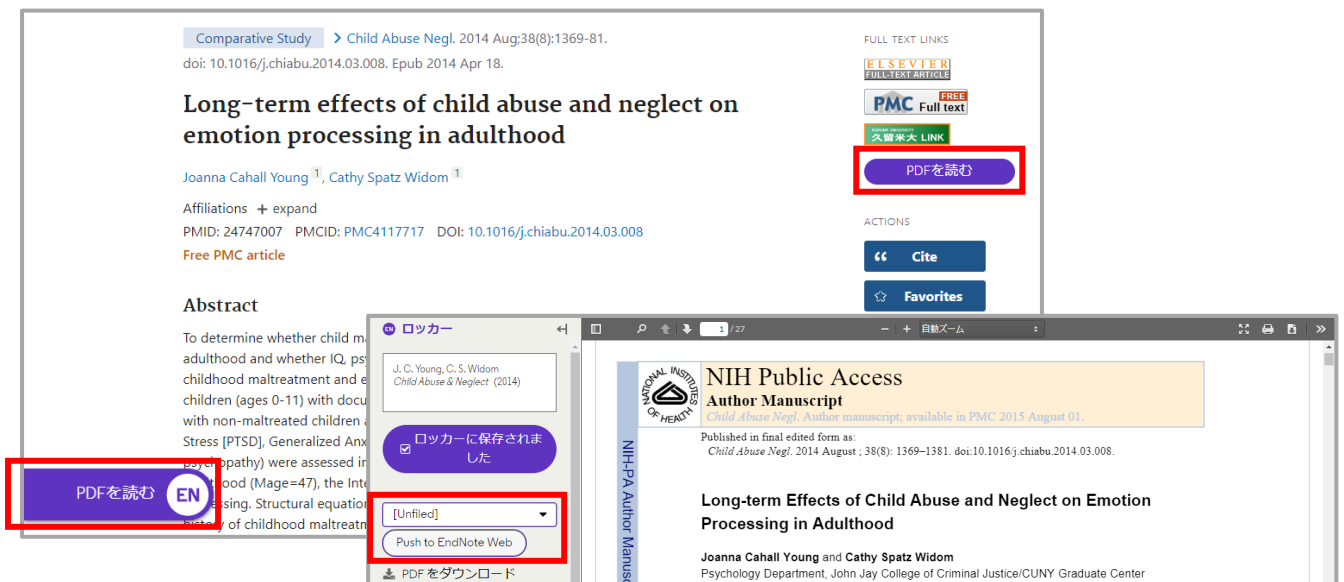 Comparative Study > Child Abuse Negl. 2014 Aug;38(8):1369-81.
doi: 10.1016/j.chiabu.2014.03.008. Epub 2014 Apr 18.
Long-term effects of child abuse and neglect on
emotion processing in adulthood
Joanna Cahall Young 1, Cathy Spatz Widom 1
Affiliations + expand
PMID: 24747007 PMCID: PMC4117717 DOI: 10.1016/j.chiabu.2014.03.008
Free PMC article
Abstract
To determine whether child
adulthood and whether IQ,
childhood maltreatment and
children (ages 0-11) with
with non-maltreated children
Stress [PTSD], Generalized
psychopathy) were assessed
(Mage=47), the
Structural
history of childhood
PDFを読む EN
FULL TEXT LINKS
ELSEVIER
FULL-TEXT ARTICLE
PMC FREE Full text
KURUME UNIVERSITY
久留米大 LINK
PDFを読む
ACTIONS
Cite
Favorites
EN ロッカー
J. C. Young, C. S. Widom
Child Abuse & Neglect (2014)
ロッカーに保存されま
した
[Unfiled]
Push to EndNote Web
PDFをダウンロード
1 / 27
自動ズーム
NATIONAL INSTITUTES OF HEALTH
NIH Public Access
Author Manuscript
Child Abuse Negl. Author manuscript; available in PMC 2015 August 01.
Published in final edited form as:
Child Abuse Negl. 2014 August ; 38(8): 1369–1381. doi:10.1016/j.chiabu.2014.03.008.
NIH-PA Author
Long-term Effects of Child Abuse and Neglect on Emotion
Processing in Adulthood
Joanna Cahall Young and Cathy Spatz Widom
Psychology Department, John Jay College of Criminal Justice/CUNY Graduate Center